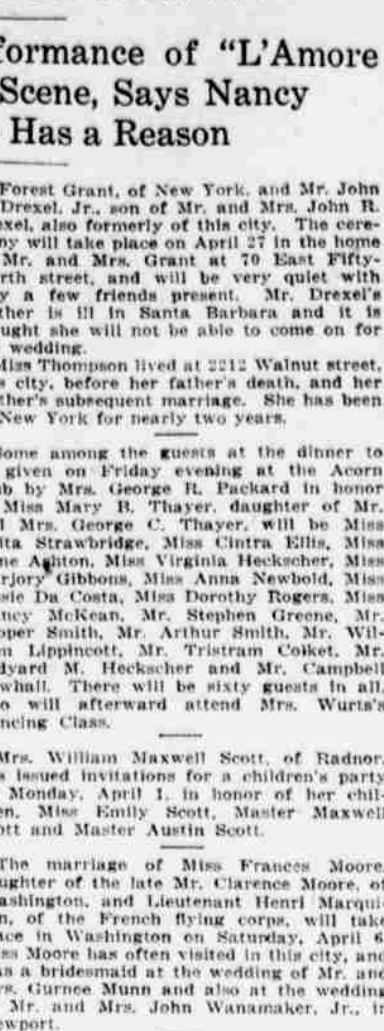 formance of "L'Amore
Scene, Says Nancy
Has a Reason
Forest Grant, of New York, and Mr. John
Drexel, Jr., son of Mr. and Mrs. John R.
exel, also formerly of this city. The cere-
ny will take place on April 27 in the home
Mr. and Mrs. Grant at 70 East Fifty-
rth street, and will be very quiet with
y a few friends present. Mr. Drexel's
ther is ill in Santa Barbara and it is
ught she will not be able to come on for
wedding.
Miss Thompson lived at 2212 Walnut street,
s city, before her father's death, and her
ther's subsequent marriage. She has been
New York for nearly two years.
Some among the guests at the dinner to
given on Friday evening at the Acorn
b by Mrs. George R. Packard in honor
Miss Mary B. Thayer, daughter of Mr.
d Mrs. George C. Thayer, will be Miss
ita Strawbridge, Miss Cintra Ellis, Miss
ne Ashton, Miss Virginia Heckscher, Miss
rjory Gibbons, Miss Anna Newbold, Miss
sie Da Costa, Miss Dorothy Rogers, Miss
ncy McKean, Mr. Stephen Greene, Mr.
oper Smith, Mr. Arthur Smith, Mr. Wil-
m Lippincott, Mr. Tristram Colket, Mr.
dyard M. Heckscher and Mr. Campbell
whall. There will be sixty guests in all,
o will afterward attend Mrs. Wurts's
ncing Class.
Mrs. William Maxwell Scott, of Radnor,
s issued invitations for a children's party
Monday, April 1, in honor of her chil-
en, Miss Emily Scott, Master Maxwell
ott and Master Austin Scott.
The marriage of Miss Frances Moore,
ughter of the late Mr. Clarence Moore, of
ashington, and Lieutenant Henri Marqui-
n, of the French flying corps, will take
ace in Washington on Saturday, April 6.
ss Moore has often visited in this city, and
as a bridesmaid at the wedding of Mr. and
rs. Gurnee Munn and also at the wedding
Mr. and Mrs. John Wanamaker, Jr., in
ewport.